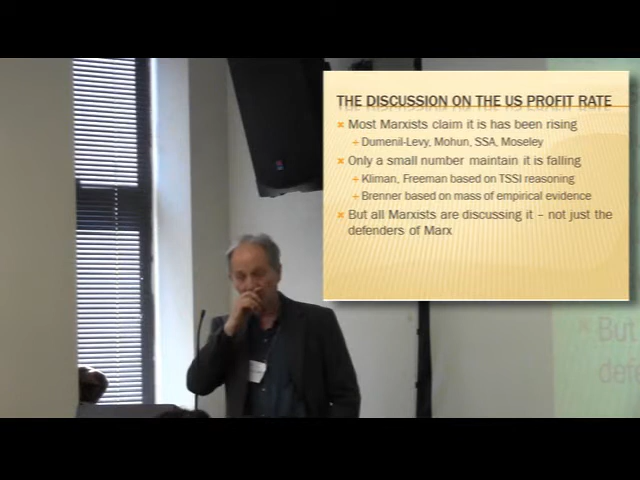 THE DISCUSSION ON THE US PROFIT RATE
Most Marxists claim it is has been rising
Dumenil-Levy, Mohun, SSA, Moseley
Only a small number maintain it is falling
Kliman, Freeman based on TSSI reasoning
Brenner based on mass of empirical evidence
But all Marxists are discussing it – not just the
defenders of Marx
But
defe